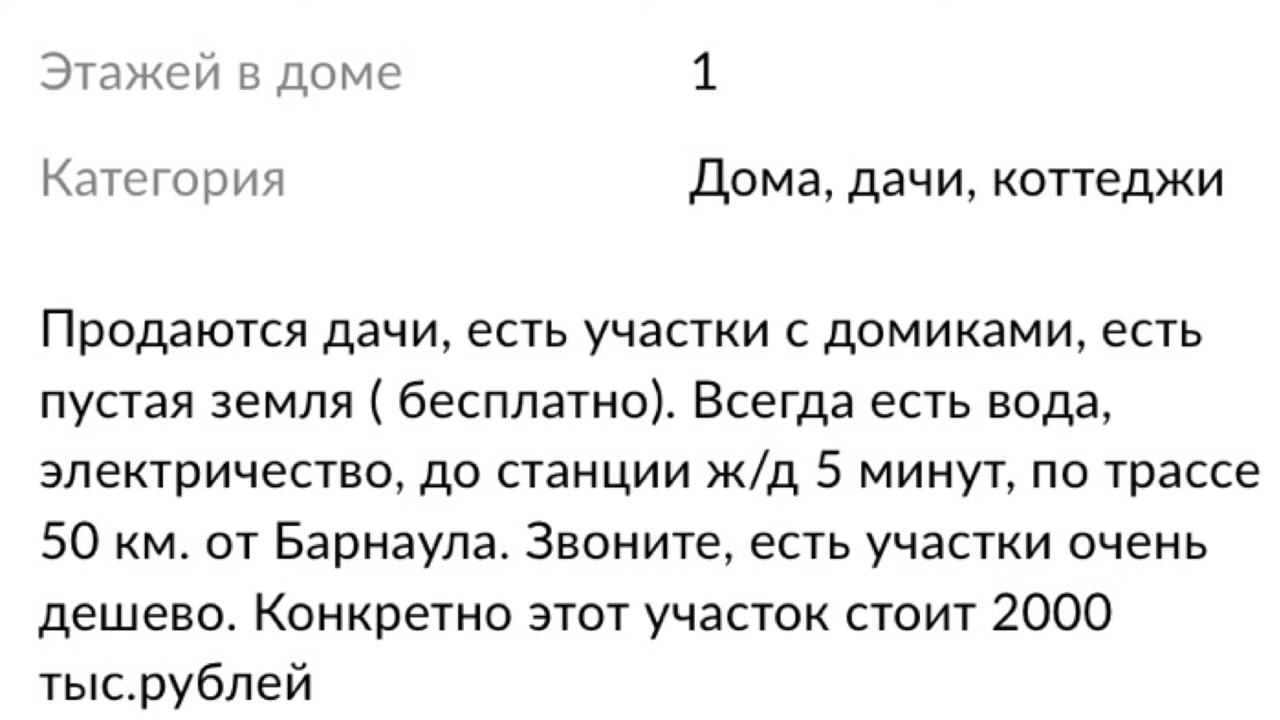 Этажей в доме 1
Категория Дома, дачи, коттеджи
Продаются дачи, есть участки с домиками, есть
пустая земля ( бесплатно). Всегда есть вода,
электричество, до станции ж/д 5 минут, по трассе
50 км. от Барнаула. Звоните, есть участки очень
дешево. Конкретно этот участок стоит 2000
тыс.рублей